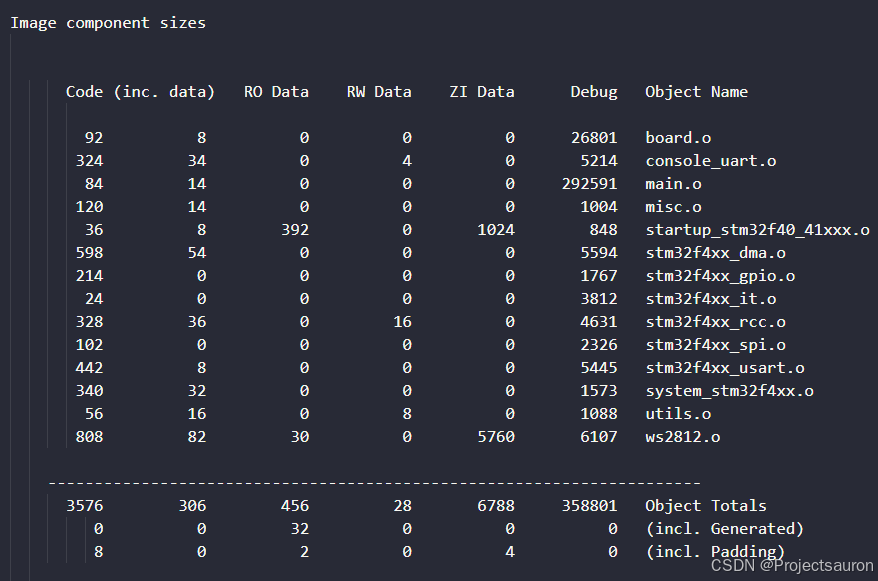 Image component sizes
Code (inc. data) RO Data RW Data ZI Data Debug Object Name
92 8 0 0 0 26801 board.o
324 34 0 4 0 5214 console_uart.o
84 14 0 0 0 292591 main.o
120 14 0 0 0 1004 misc.o
36 8 392 0 1024 848 startup_stm32f40_41xxx.o
598 54 0 0 0 5594 stm32f4xx_dma.o
214 0 0 0 0 1767 stm32f4xx_gpio.o
24 0 0 0 0 3812 stm32f4xx_it.o
328 36 0 16 0 4631 stm32f4xx_rcc.o
102 0 0 0 0 2326 stm32f4xx_spi.o
442 8 0 0 0 5445 stm32f4xx_usart.o
340 32 0 0 0 1573 system_stm32f4xx.o
56 16 0 8 0 1088 utils.o
808 82 30 0 5760 6107 ws2812.o
----------------------------------------------------------------------
3576 306 456 28 6788 358801 Object Totals
0 0 32 0 0 0 (incl. Generated)
8 0 2 0 4 0 (incl. Padding)
CSDN @Projectsauron